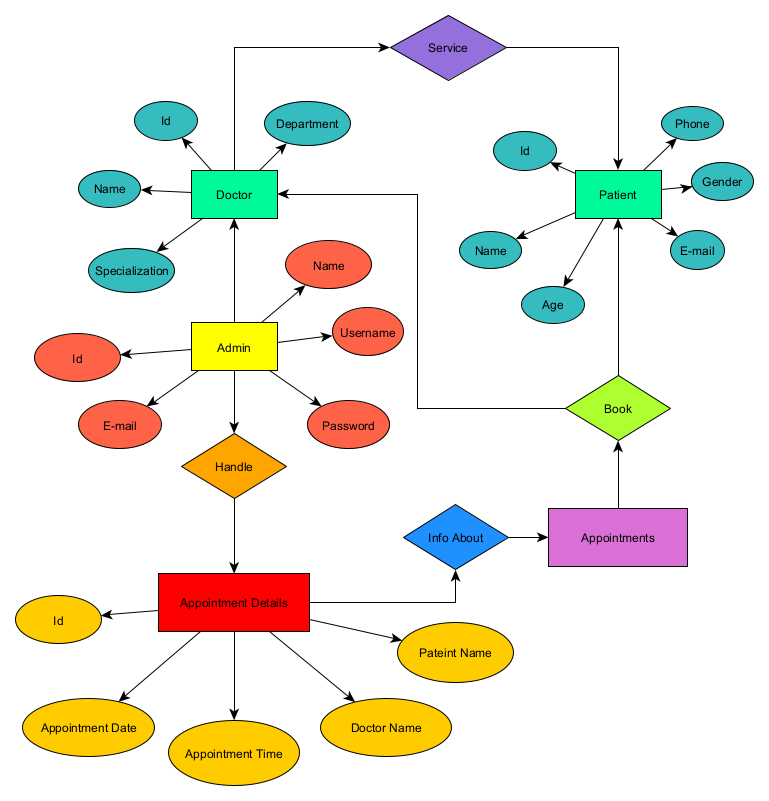 Service
Id
Department
Phone
Id
Name
Doctor
Patient
Gender
Specialization
Name
E-mail
Name
Age
Username
Admin
Id
E-mail
Password
Book
Handle
Info About
Appointments
Appointment Details
Id
Pateint Name
Appointment Date
Doctor Name
Appointment Time